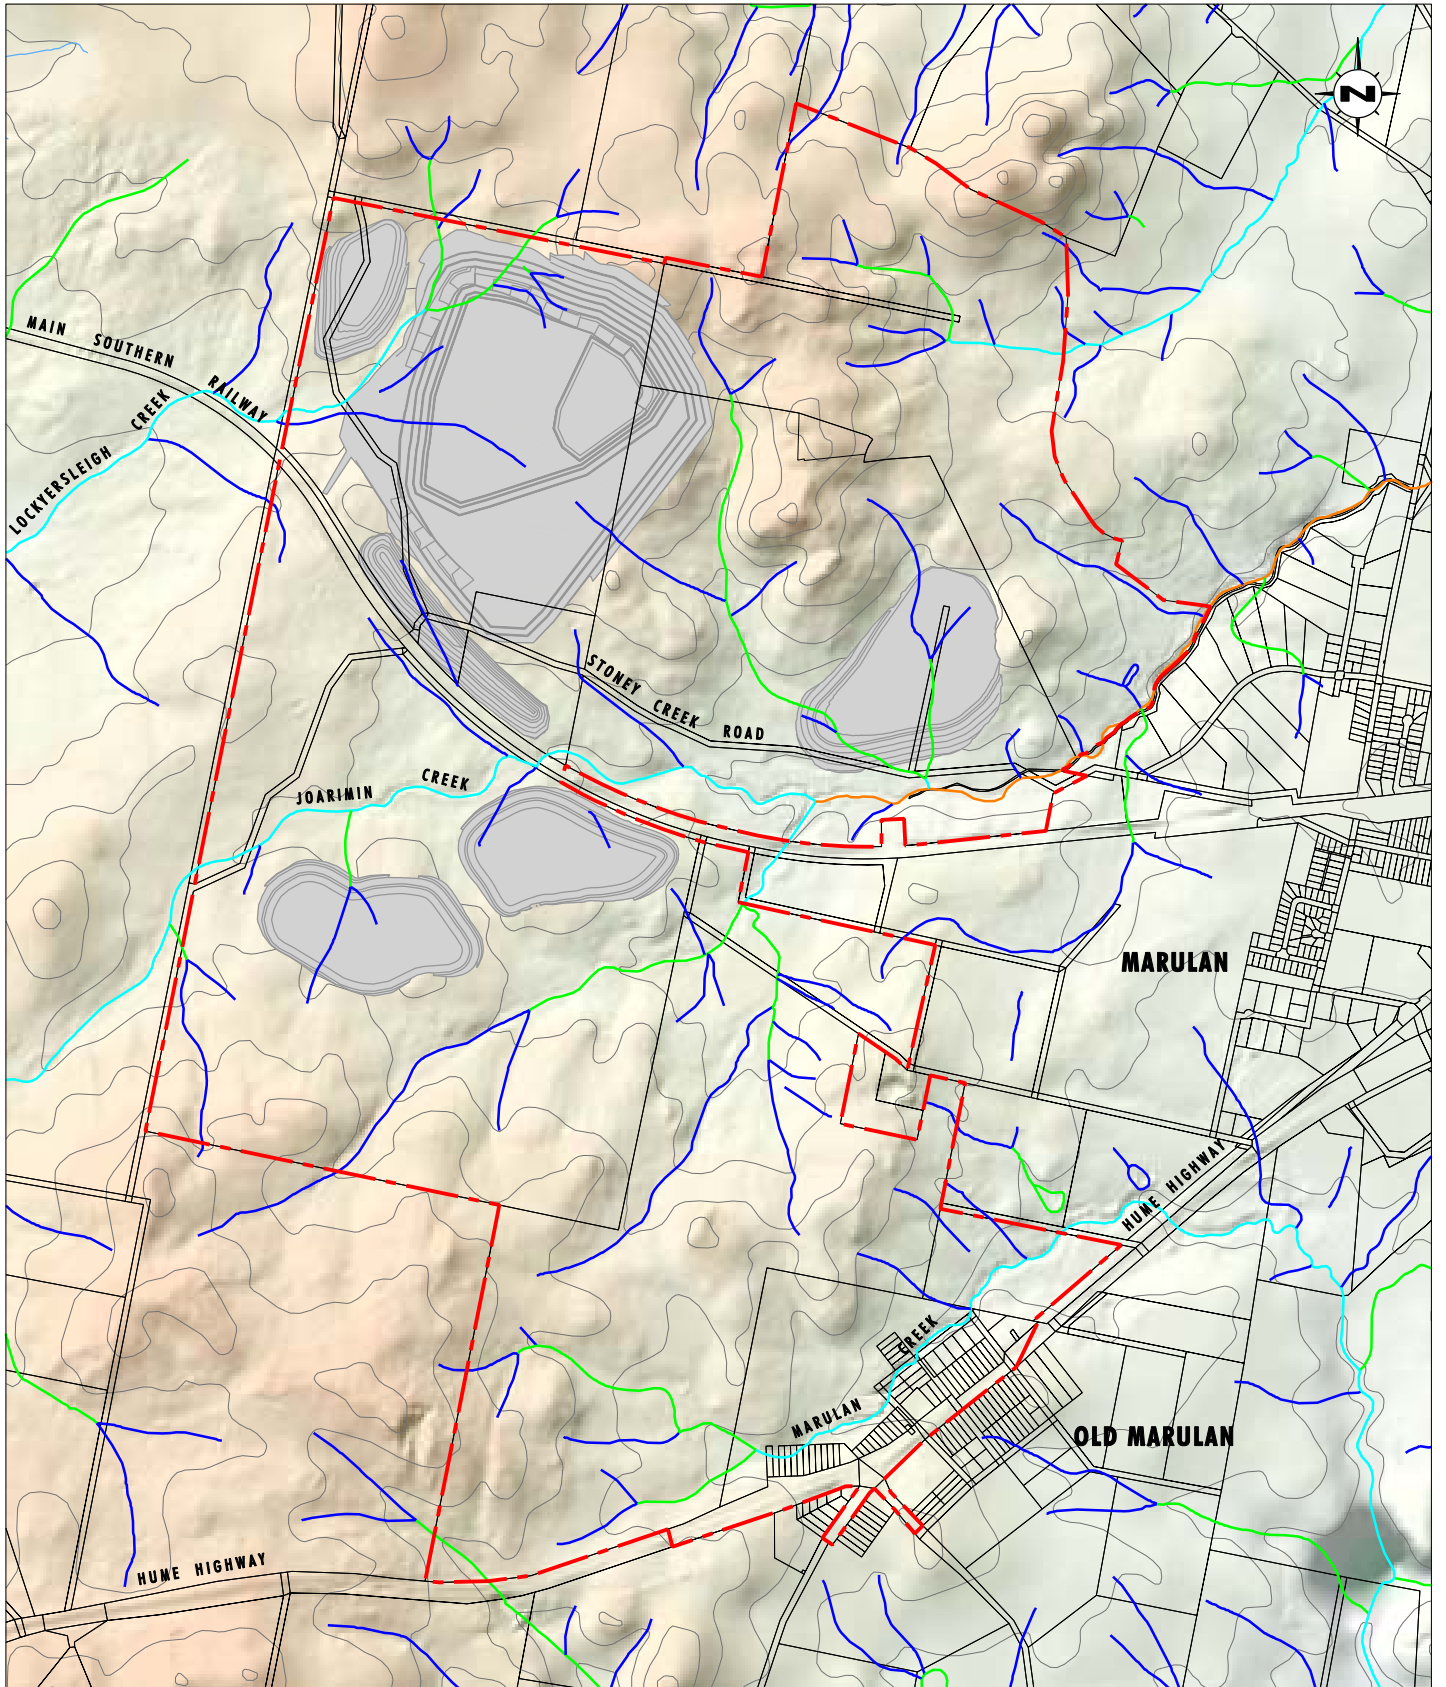 N
MAIN SOUTHERN RAILWAY
LOCKYERSLEIGH CREEK
STONEY CREEK ROAD
JOARIMIN CREEK
MARULAN
HUME HIGHWAY
MARULAN CREEK
OLD MARULAN
HUME HIGHWAY